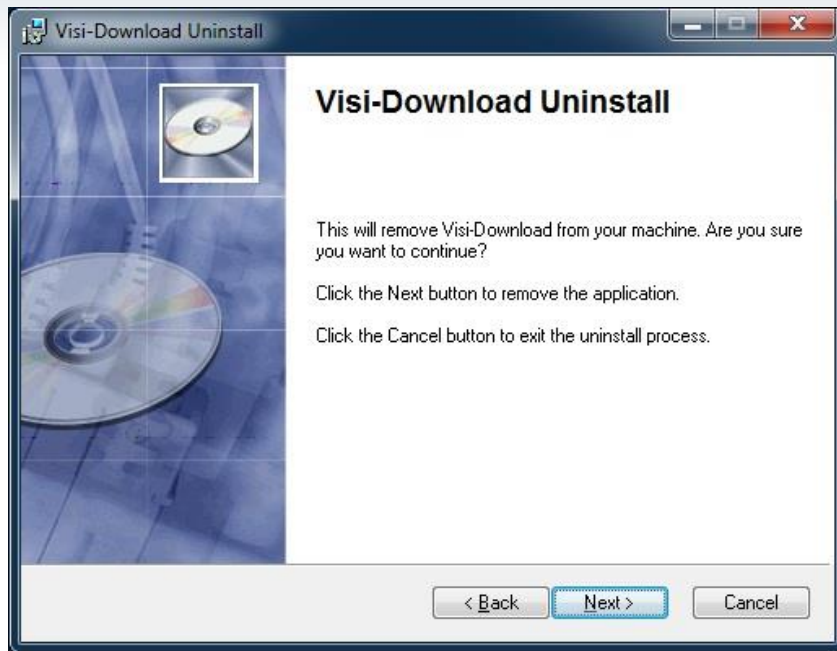 Visi-Download Uninstall
Visi-Download Uninstall
This will remove Visi-Download from your machine. Are you sure
you want to continue?
Click the Next button to remove the application.
Click the Cancel button to exit the uninstall process.
< Back
Next >
Cancel